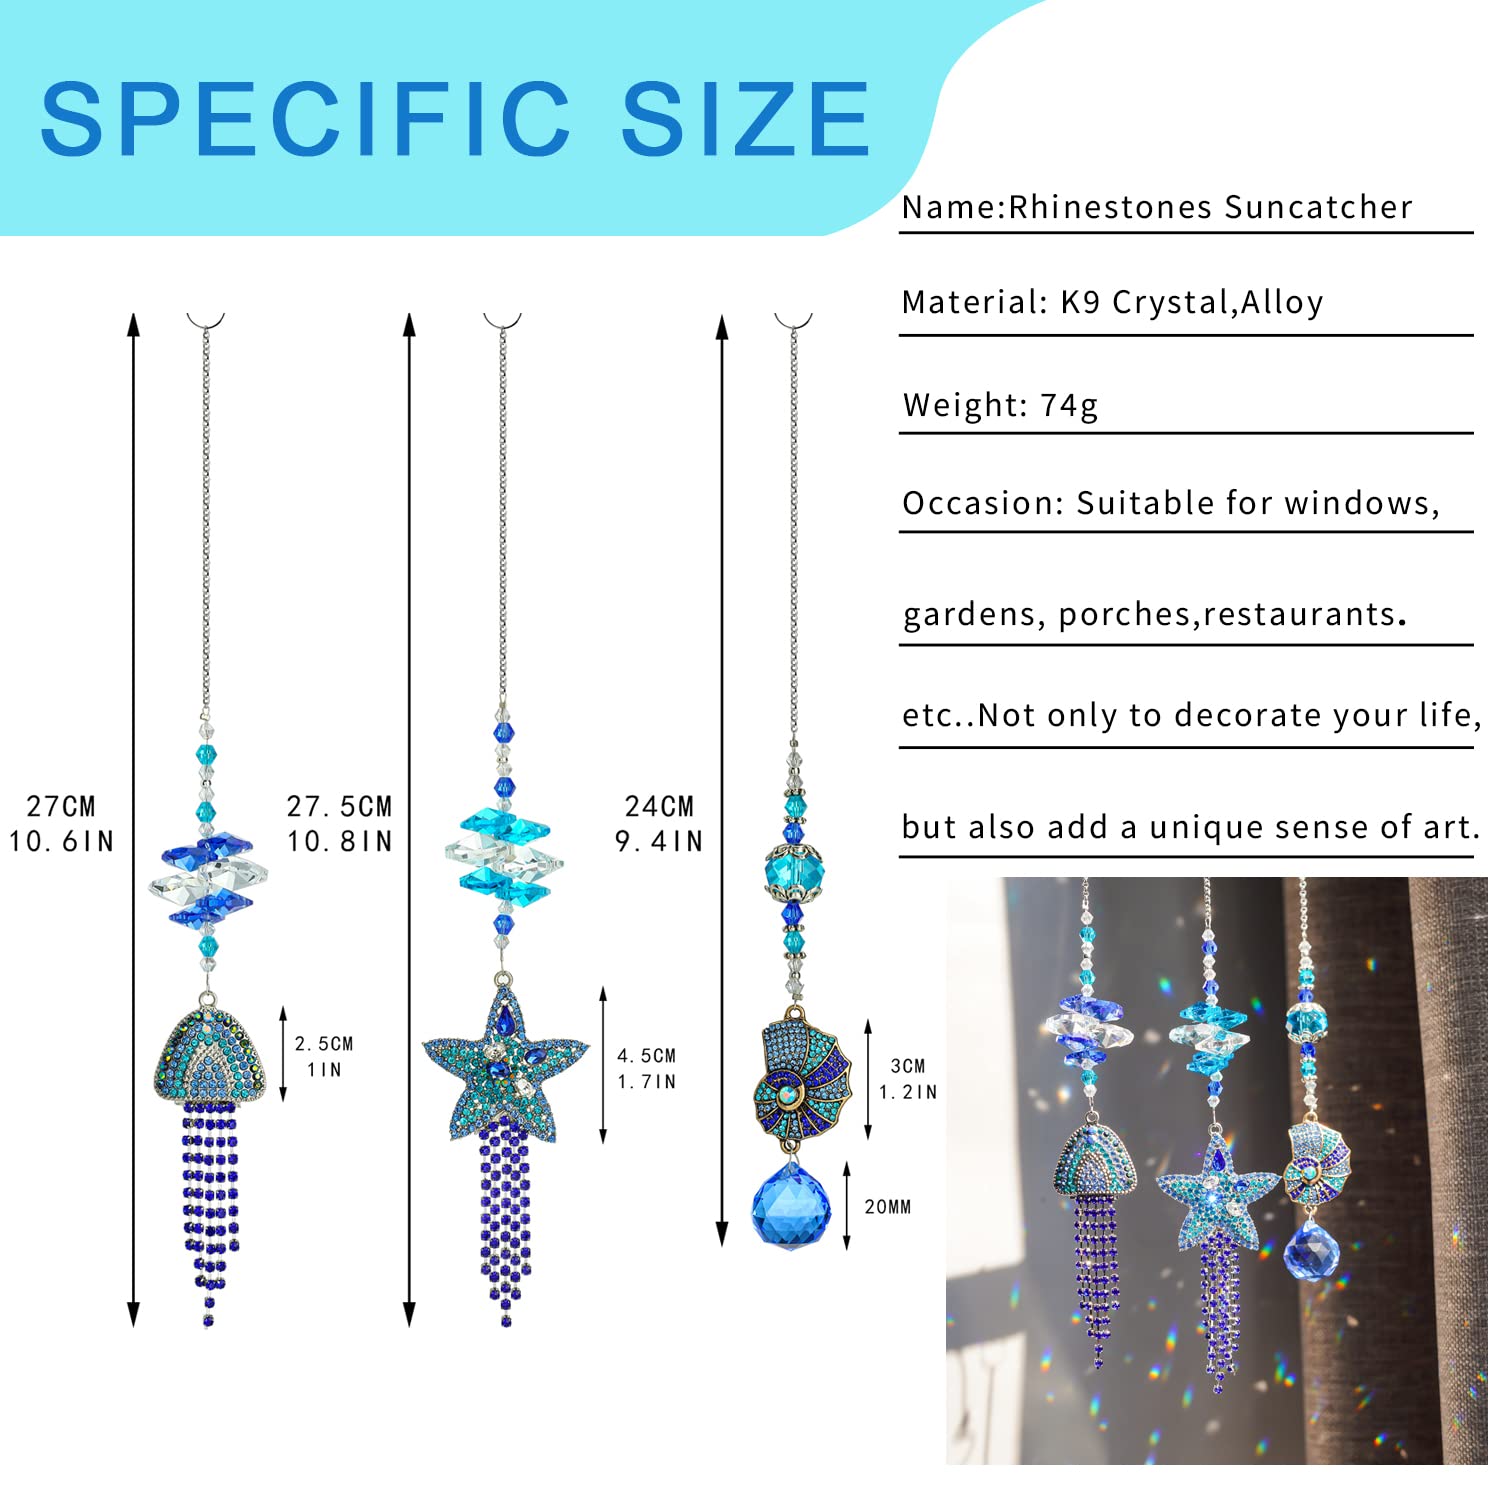 SPECIFIC SIZE
Name:Rhinestones Suncatcher
Material: K9 Crystal,Alloy
Weight: 74g
Occasion: Suitable for windows,
gardens, porches,restaurants.
etc..Not only to decorate your life,
but also add a unique sense of art.
27CM
10.6IN
27.5CM
10.8IN
24CM
9.4IN
2.5CM
1IN
4.5CM
1.7IN
3CM
1.2IN
20MM